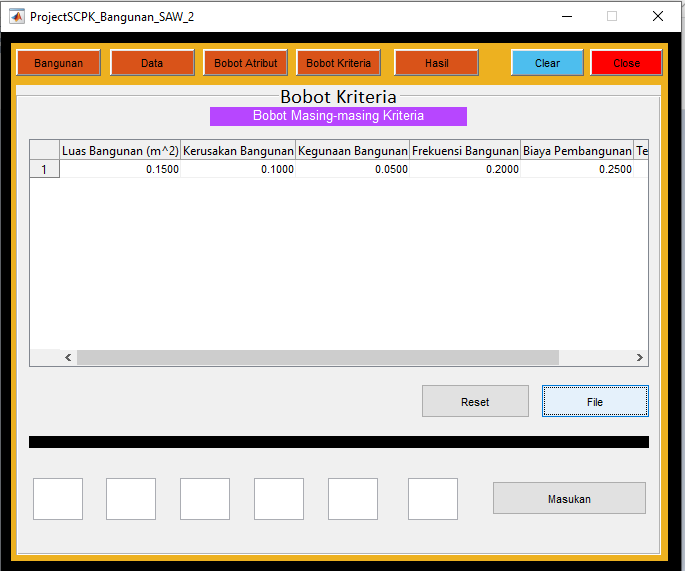 ProjectSCPK_Bangunan_SAW_2
Bangunan Data Bobot Atribut Bobot Kriteria Hasil Clear Close
Bobot Kriteria
Bobot Masing-masing Kriteria
Luas Bangunan (m^2) Kerusakan Bangunan Kegunaan Bangunan Frekuensi Bangunan Biaya Pembangunan Te
1 0.1500 0.1000 0.0500 0.2000 0.2500
Reset File
Masukan